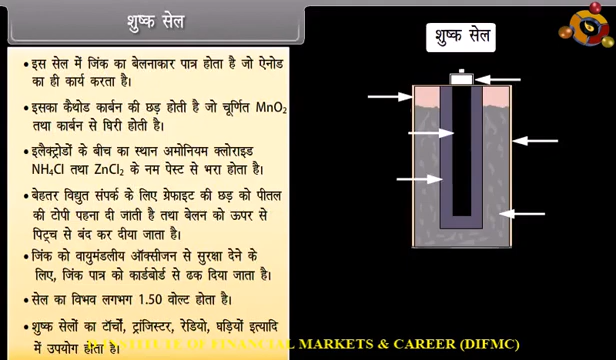 शुष्क सेल
शुष्क सेल
• इस सेल में जिंक का बेलनाकार पात्र होता है जो ऐनोड
का ही कार्य करता है।
• इसका कैथोड कार्बन की छड़ होती है जो चूर्णित MnO₂
तथा कार्बन से घिरी होती है।
• इलैक्ट्रोडों के बीच का स्थान अमोनियम क्लोराइड
NH₄Cl तथा ZnCl₂ के नम पेस्ट से भरा होता है।
• बेहतर विद्युत संपर्क के लिए ग्रेफाइट की छड़ को पीतल
की टोपी पहना दी जाती है तथा बेलन को ऊपर से
पिट्च से बंद कर दीया जाता है।
• जिंक को वायुमंडलीय ऑक्सीजन से सुरक्षा देने के
लिए, जिंक पात्र को कार्डबोर्ड से ढक दिया जाता है।
• सेल का विभव लगभग 1.50 वोल्ट होता है।
• शुष्क सेलों का टॉर्चों, ट्रांजिस्टर, रेडियो, घड़ियों इत्यादि
में उपयोग होता है।
INSTITUTE OF FINANCIAL MARKETS & CAREER (DIFMC)